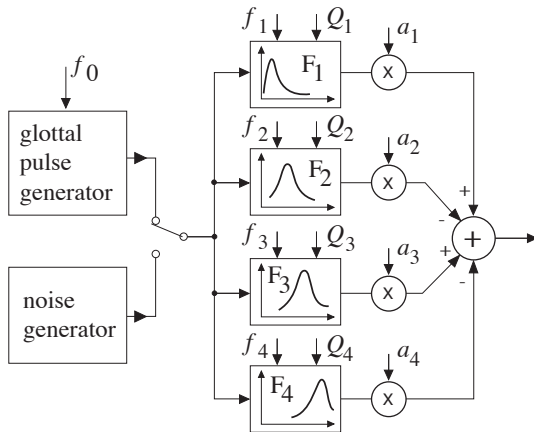 f1 Q1 a1
F1 x
f0
glottal
pulse
generator
f2 Q2 a2
F2 x
+
-
+
f3 Q3 a3
+
F3 x
-
noise
generator
f4 Q4 a4
F4 x